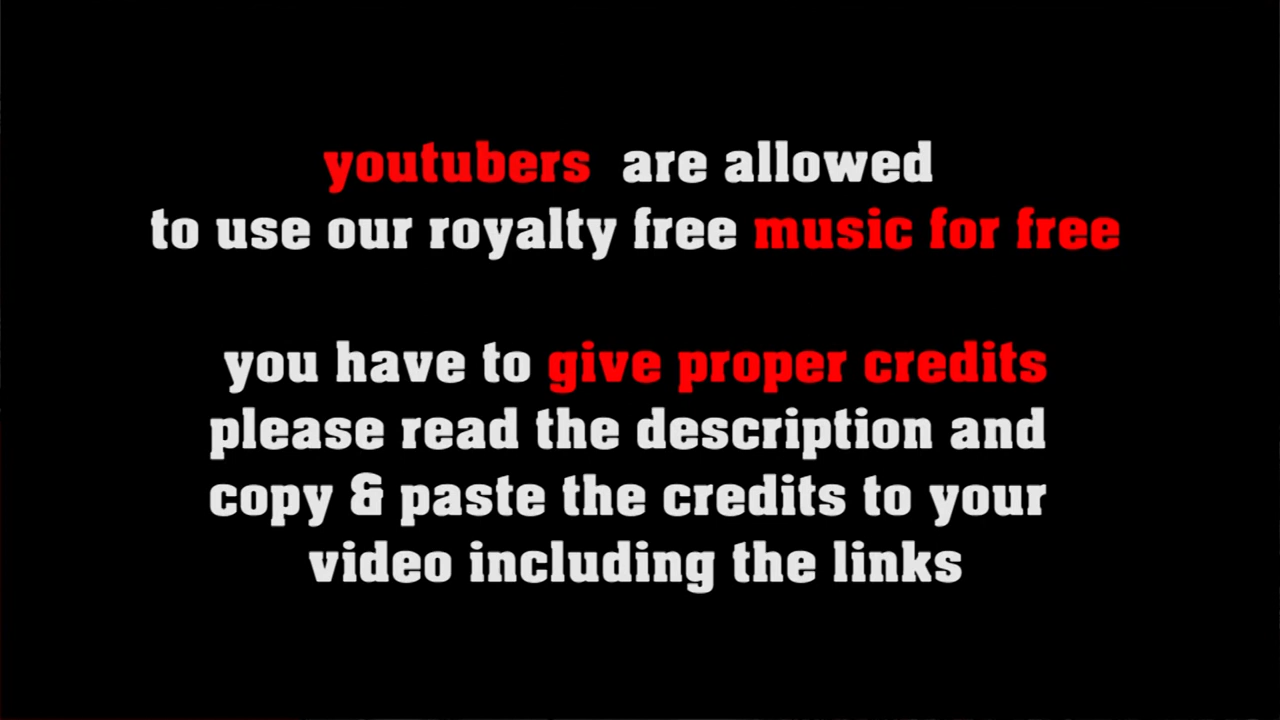 youtubers are allowed
to use our royalty free music for free
you have to give proper credits
please read the description and
copy & paste the credits to your
video including the links